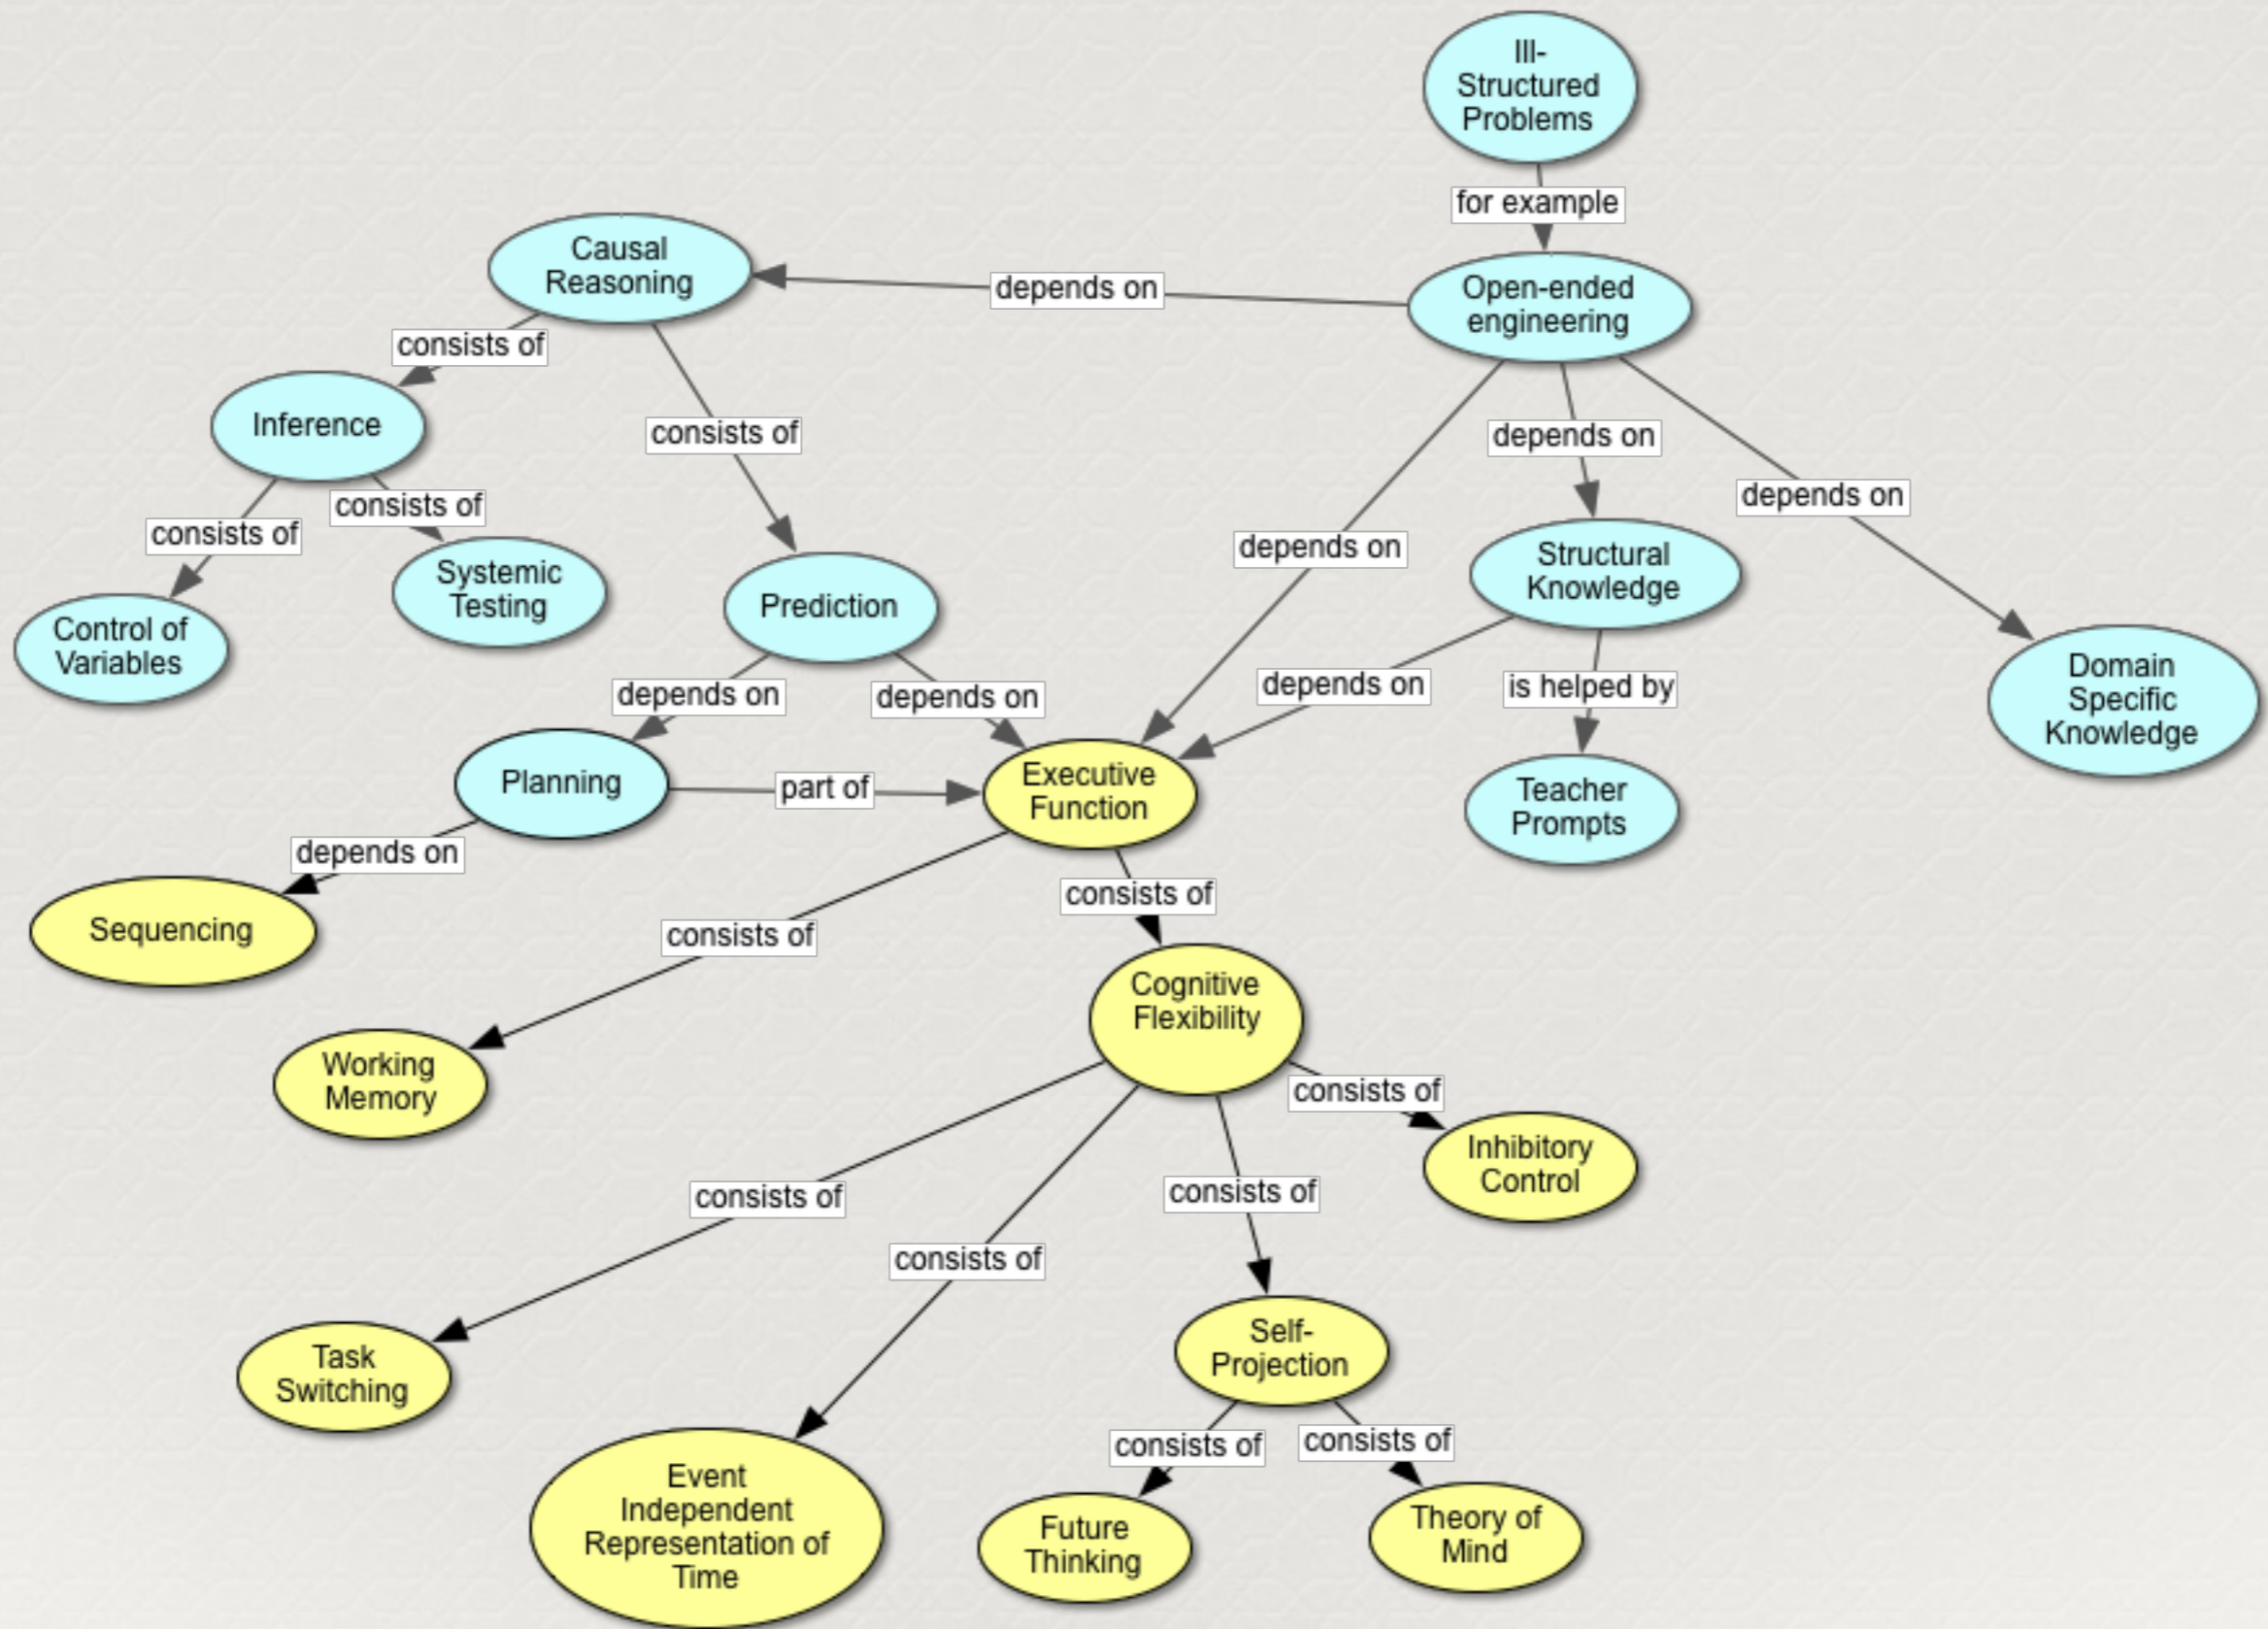 Ill-
Structured
Problems
for example
Causal
Reasoning
depends on
Open-ended
engineering
consists of
Inference
consists of
depends on
consists of
consists of
depends on
depends on
Control of
Variables
Systemic
Testing
Prediction
Structural
Knowledge
Domain
Specific
Knowledge
depends on
depends on
depends on
is helped by
Planning
part of
Executive
Function
Teacher
Prompts
depends on
Sequencing
consists of
consists of
Working
Memory
Cognitive
Flexibility
consists of
Inhibitory
Control
consists of
consists of
consists of
Task
Switching
Self-
Projection
consists of
consists of
Event
Independent
Representation of
Time
Future
Thinking
Theory of
Mind